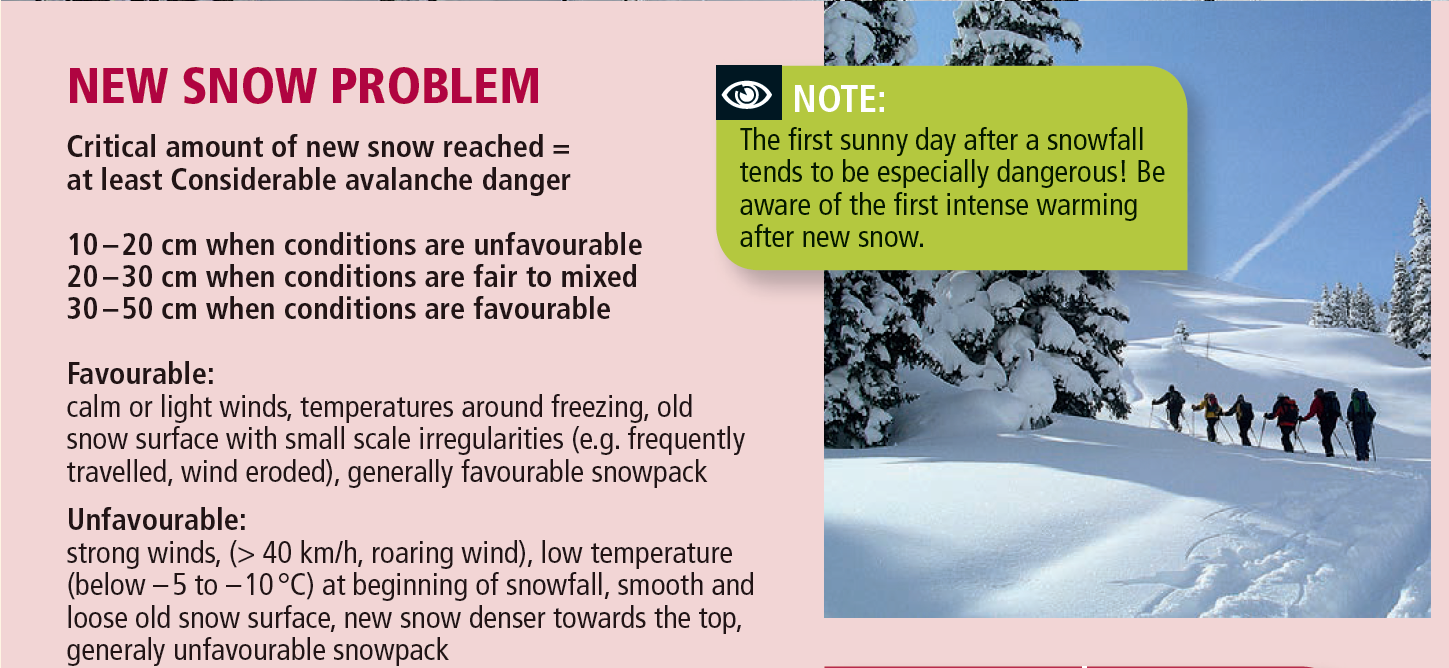 NEW SNOW PROBLEM
Critical amount of new snow reached =
at least Considerable avalanche danger
10–20 cm when conditions are unfavourable
20–30 cm when conditions are fair to mixed
30–50 cm when conditions are favourable
Favourable:
calm or light winds, temperatures around freezing, old
snow surface with small scale irregularities (e.g. frequently
travelled, wind eroded), generally favourable snowpack
Unfavourable:
strong winds, (> 40 km/h, roaring wind), low temperature
(below –5 to –10 °C) at beginning of snowfall, smooth and
loose old snow surface, new snow denser towards the top,
generaly unfavourable snowpack
NOTE:
The first sunny day after a snowfall
tends to be especially dangerous! Be
aware of the first intense warming
after new snow.